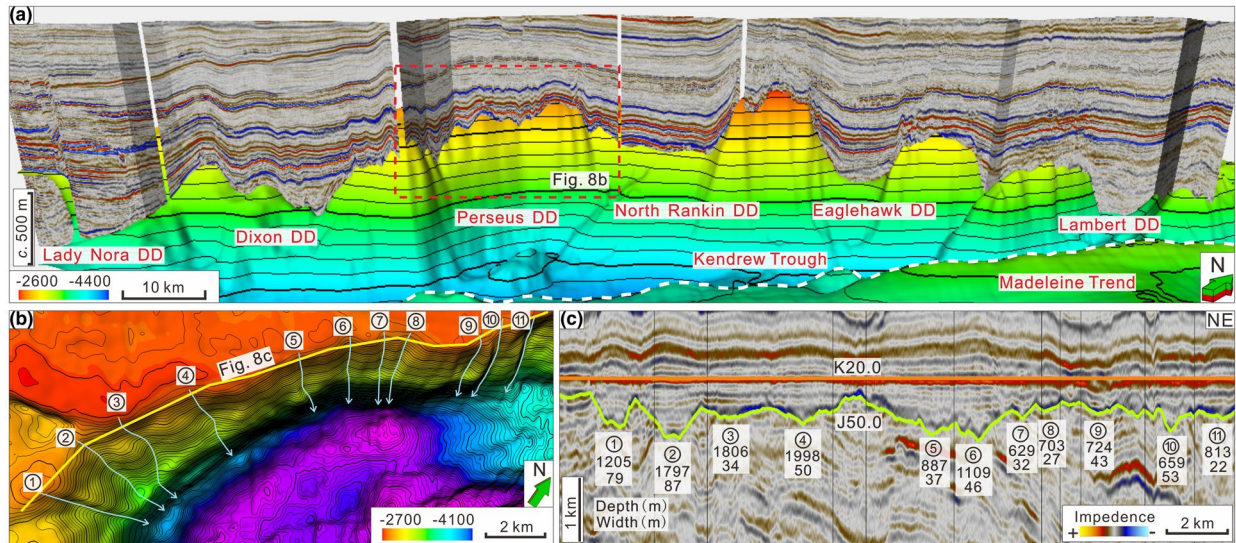 (a)
Fig. 8b
Perseus DD
North Rankin DD
Eaglehawk DD
Lambert DD
Dixon DD
Lady Nora DD
Kendrew Trough
Madeleine Trend
c. 500 m
-2600 -4400
10 km
N
(b)
Fig. 8c
①
②
③
④
⑤
⑥
⑦
⑧
⑨
⑩
⑪
-2700 -4100
2 km
N
(c)
NE
K20.0
J50.0
①
1205
79
②
1797
87
③
1806
34
④
1998
50
⑤
887
37
⑥
1109
46
⑦
629
32
⑧
703
27
⑨
724
43
⑩
659
53
⑪
813
22
1 km
Depth (m)
Width (m)
Impedence
+ -
2 km